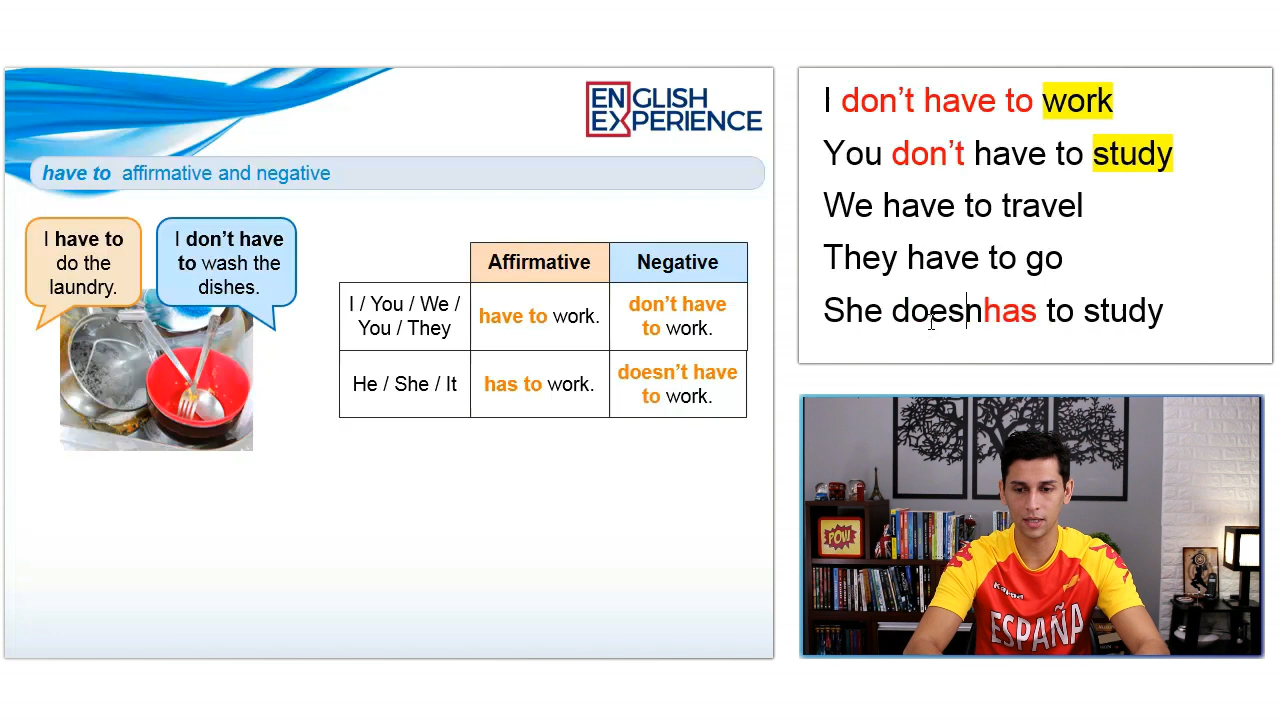 ENGLISH
EXPERIENCE
have to affirmative and negative
I have to
do the
laundry.
I don’t have
to wash the
dishes.
Affirmative Negative
I / You / We /
You / They
have to work.
don’t have
to work.
He / She / It
has to work.
doesn’t have
to work.
I don’t have to work
You don’t have to study
We have to travel
They have to go
She doesnhas to study
POW
Kelme
ESPAÑA